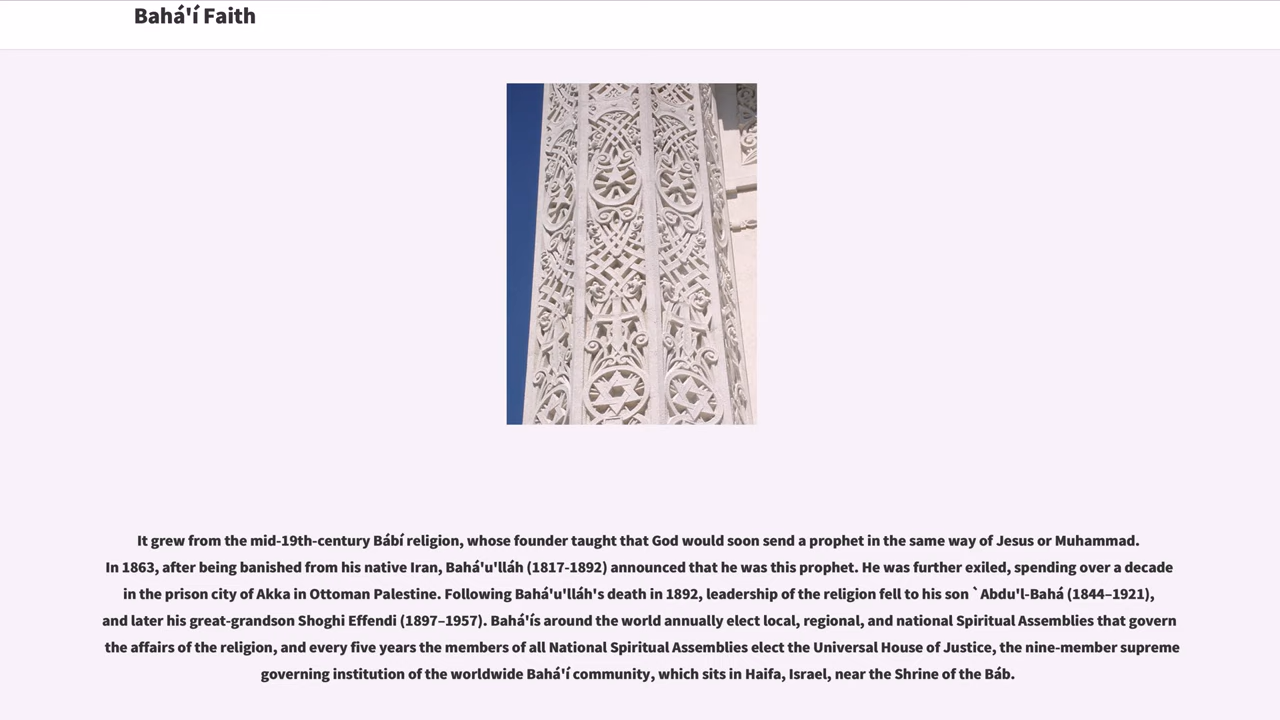 Bahá'í Faith
It grew from the mid-19th-century Bábí religion, whose founder taught that God would soon send a prophet in the same way of Jesus or Muhammad.
In 1863, after being banished from his native Iran, Bahá'u'lláh (1817-1892) announced that he was this prophet. He was further exiled, spending over a decade
in the prison city of Akka in Ottoman Palestine. Following Bahá'u'lláh's death in 1892, leadership of the religion fell to his son `Abdu'l-Bahá (1844–1921),
and later his great-grandson Shoghi Effendi (1897–1957). Bahá'ís around the world annually elect local, regional, and national Spiritual Assemblies that govern
the affairs of the religion, and every five years the members of all National Spiritual Assemblies elect the Universal House of Justice, the nine-member supreme
governing institution of the worldwide Bahá'í community, which sits in Haifa, Israel, near the Shrine of the Báb.